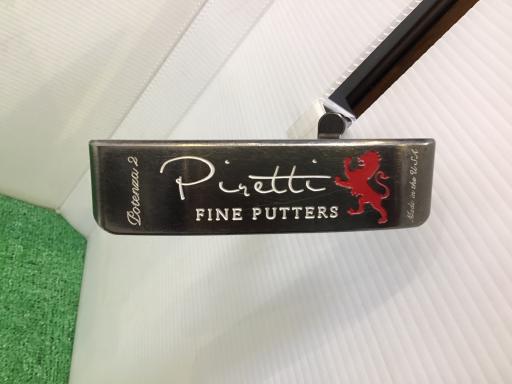 Potenza 2
Piretti
FINE PUTTERS
Made in the U.S.A